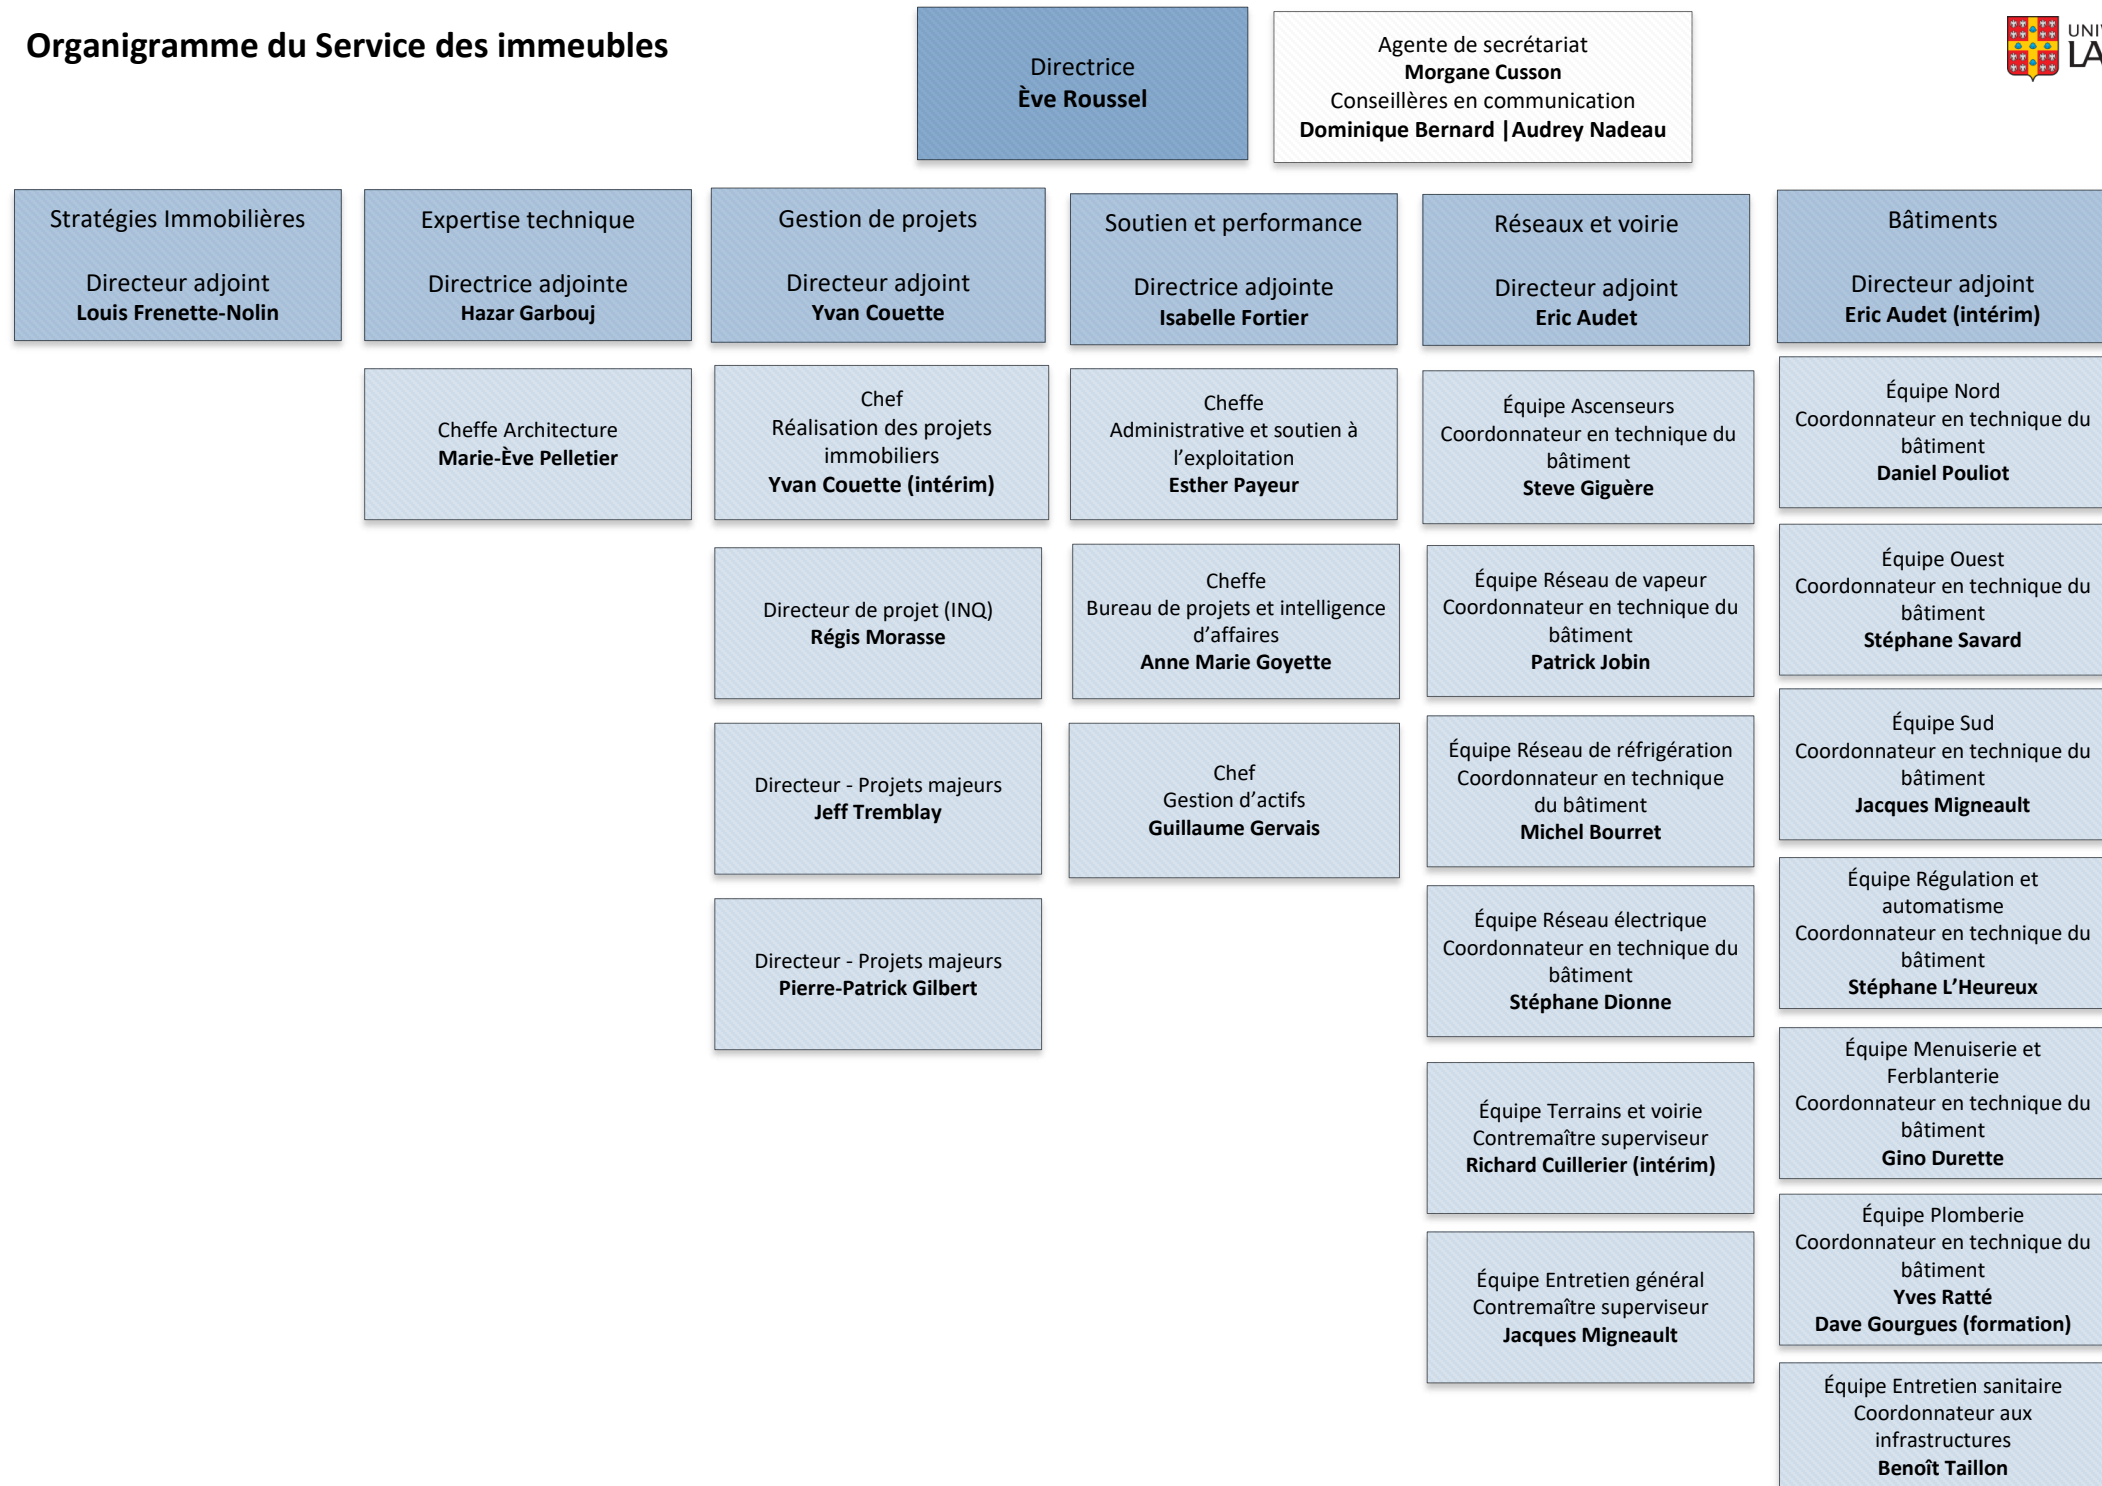 Organigramme du Service des immeubles
Directrice
Ève Roussel
Agente de secrétariat
Morgane Cusson
Conseillères en communication
Dominique Bernard | Audrey Nadeau
Stratégies Immobilières
Directeur adjoint
Louis Frenette-Nolin
Expertise technique
Directrice adjointe
Hazar Garbouj
Cheffe Architecture
Marie-Ève Pelletier
Gestion de projets
Directeur adjoint
Yvan Couette
Chef
Réalisation des projets
immobiliers
Yvan Couette (intérim)
Directeur de projet (INQ)
Régis Morasse
Directeur - Projets majeurs
Jeff Tremblay
Directeur - Projets majeurs
Pierre-Patrick Gilbert
Soutien et performance
Directrice adjointe
Isabelle Fortier
Cheffe
Administrative et soutien à
l’exploitation
Esther Payeur
Cheffe
Bureau de projets et intelligence
d’affaires
Anne Marie Goyette
Chef
Gestion d’actifs
Guillaume Gervais
Réseaux et voirie
Directeur adjoint
Eric Audet
Équipe Ascenseurs
Coordonnateur en technique du
bâtiment
Steve Giguère
Équipe Réseau de vapeur
Coordonnateur en technique du
bâtiment
Patrick Jobin
Équipe Réseau de réfrigération
Coordonnateur en technique
du bâtiment
Michel Bourret
Équipe Réseau électrique
Coordonnateur en technique du
bâtiment
Stéphane Dionne
Équipe Terrains et voirie
Contremaître superviseur
Richard Cuillerier (intérim)
Équipe Entretien général
Contremaître superviseur
Jacques Migneault
Bâtiments
Directeur adjoint
Eric Audet (intérim)
Équipe Nord
Coordonnateur en technique du
bâtiment
Daniel Pouliot
Équipe Ouest
Coordonnateur en technique du
bâtiment
Stéphane Savard
Équipe Sud
Coordonnateur en technique du
bâtiment
Jacques Migneault
Équipe Régulation et
automatisme
Coordonnateur en technique du
bâtiment
Stéphane L’Heureux
Équipe Menuiserie et
Ferblanterie
Coordonnateur en technique du
bâtiment
Gino Durette
Équipe Plomberie
Coordonnateur en technique du
bâtiment
Yves Ratté
Dave Gourgues (formation)
Équipe Entretien sanitaire
Coordonnateur aux
infrastructures
Benoît Taillon